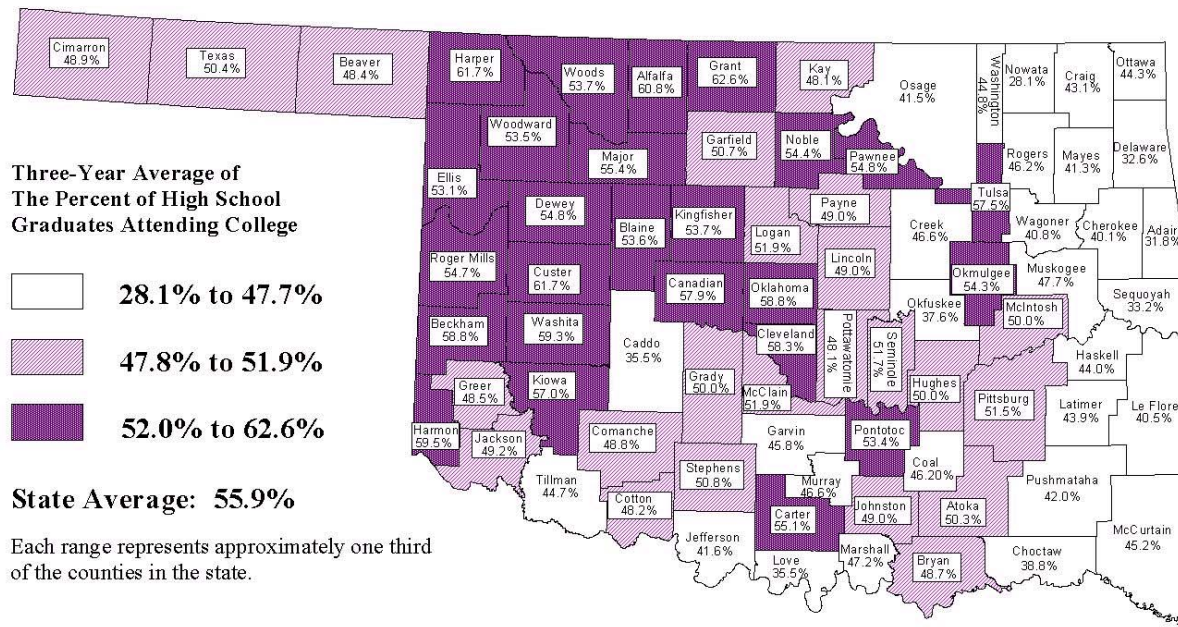 Cimarron
48.9%
Texas
50.4%
Beaver
48.4%
Harper
61.7%
Woods
53.7%
Alfalfa
60.8%
Grant
62.6%
Kay
48.1%
Osage
41.5%
Washington
44.8%
Nowata
28.1%
Craig
43.1%
Ottawa
44.3%
Woodward
53.5%
Major
55.4%
Garfield
50.7%
Noble
54.4%
Pawnee
54.8%
Rogers
46.2%
Mayes
41.3%
Delaware
32.6%
Ellis
53.1%
Dewey
54.8%
Blaine
53.6%
Kingfisher
53.7%
Logan
51.9%
Payne
49.0%
Creek
46.6%
Tulsa
57.5%
Wagoner
40.8%
Cherokee
40.1%
Adair
31.8%
Roger Mills
54.7%
Custer
61.7%
Canadian
57.9%
Oklahoma
58.8%
Lincoln
49.0%
Okfuskee
37.6%
Okmulgee
54.3%
Muskogee
47.7%
McIntosh
50.0%
Sequoyah
33.2%
Beckham
58.8%
Washita
59.3%
Caddo
35.5%
Grady
50.0%
Cleveland
58.3%
Pottawatomie
48.1%
Seminole
51.7%
Hughes
50.0%
Pittsburg
51.5%
Haskell
44.0%
Latimer
43.9%
Le Flore
40.5%
Greer
48.5%
Kiowa
57.0%
McClain
51.9%
Harmon
59.5%
Jackson
49.2%
Comanche
48.8%
Garvin
45.8%
Pontotoc
53.4%
Coal
46.20%
Pushmataha
42.0%
Tillman
44.7%
Cotton
48.2%
Stephens
50.8%
Murray
46.6%
Johnston
49.0%
Atoka
50.3%
McCurtain
45.2%
Jefferson
41.6%
Carter
55.1%
Love
35.5%
Marshall
47.2%
Bryan
48.7%
Choctaw
38.8%
Three-Year Average of
The Percent of High School
Graduates Attending College
28.1% to 47.7%
47.8% to 51.9%
52.0% to 62.6%
State Average: 55.9%
Each range represents approximately one third
of the counties in the state.